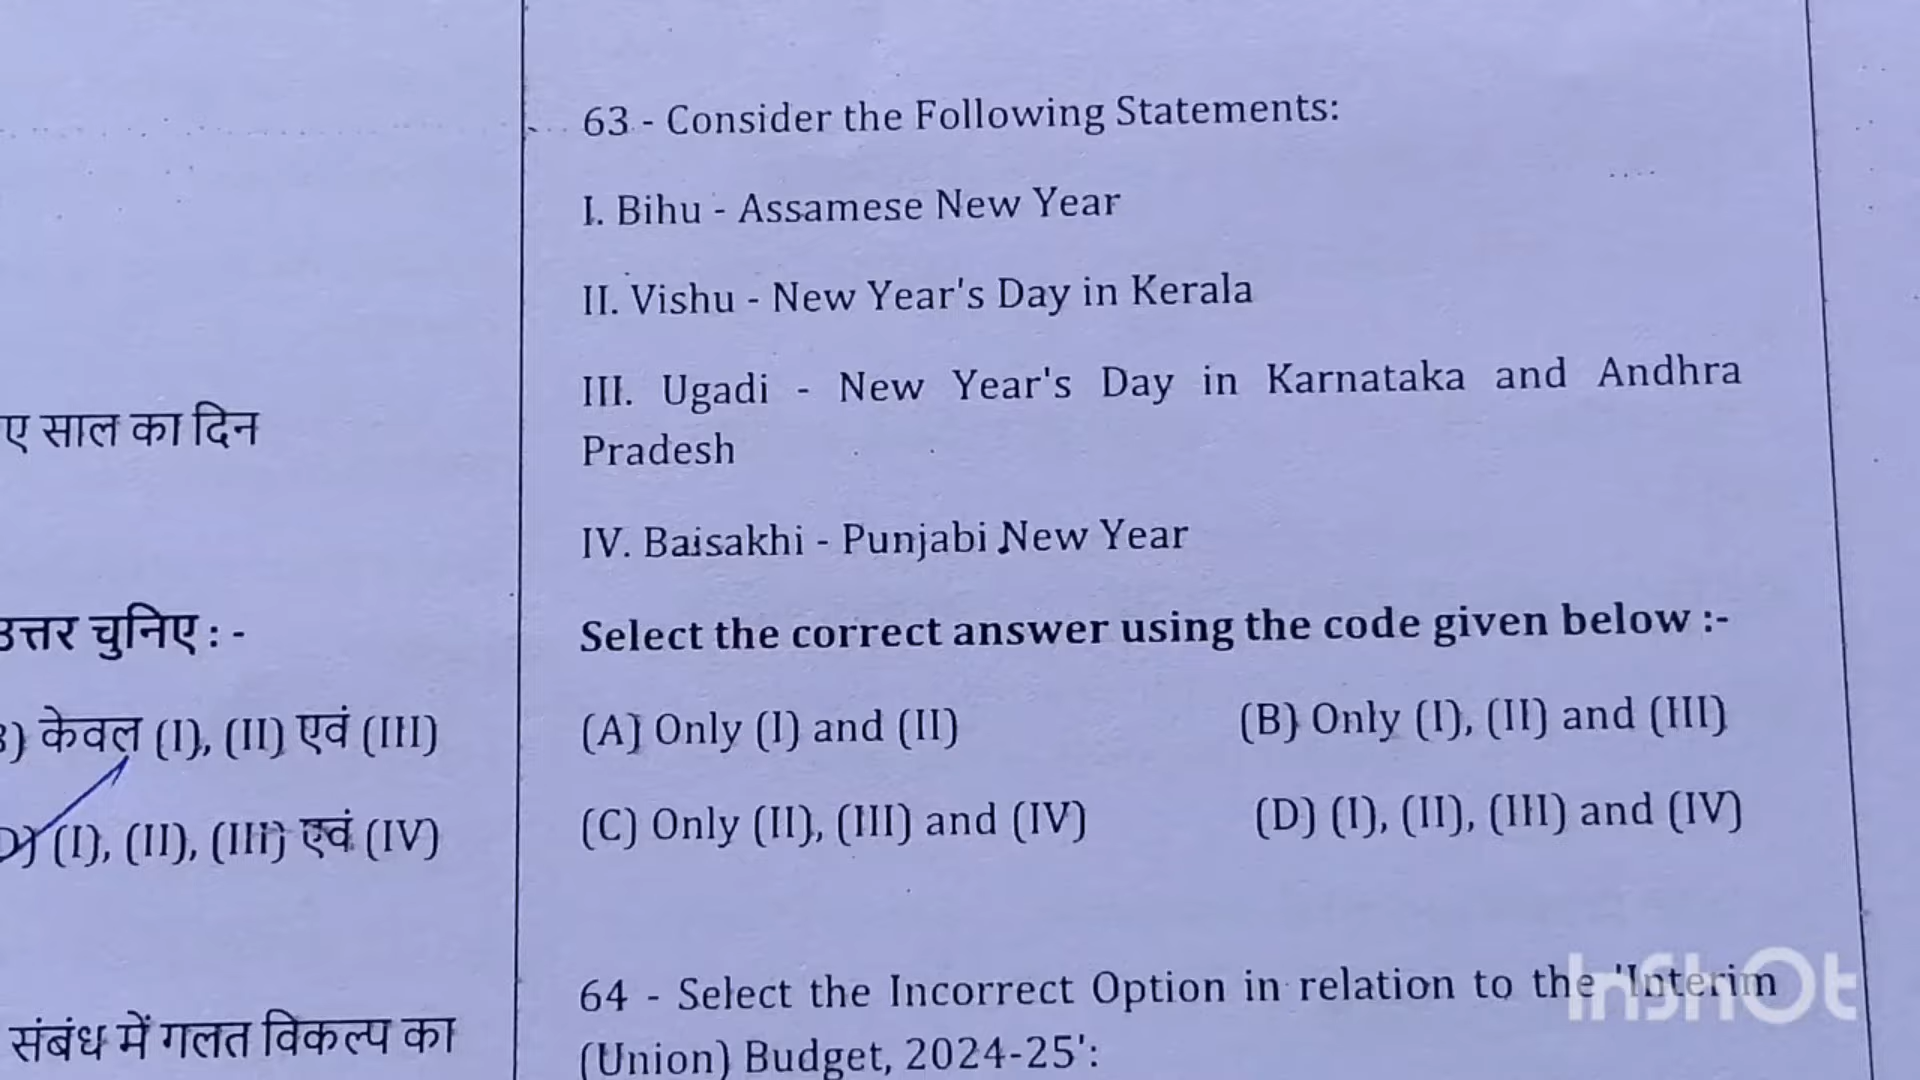 ए साल का दिन
उत्तर चुनिए : -
B) केवल (I), (II) एवं (III)
D) (I), (II), (III) एवं (IV)
संबंध में गलत विकल्प का
63 - Consider the Following Statements:
I. Bihu - Assamese New Year
II. Vishu - New Year's Day in Kerala
III. Ugadi - New Year's Day in Karnataka and Andhra
Pradesh
IV. Baisakhi - Punjabi New Year
Select the correct answer using the code given below :-
(A) Only (I) and (II) (B) Only (I), (II) and (III)
(C) Only (II), (III) and (IV) (D) (I), (II), (III) and (IV)
64 - Select the Incorrect Option in relation to the 'Interim
(Union) Budget, 2024-25':
InShOt